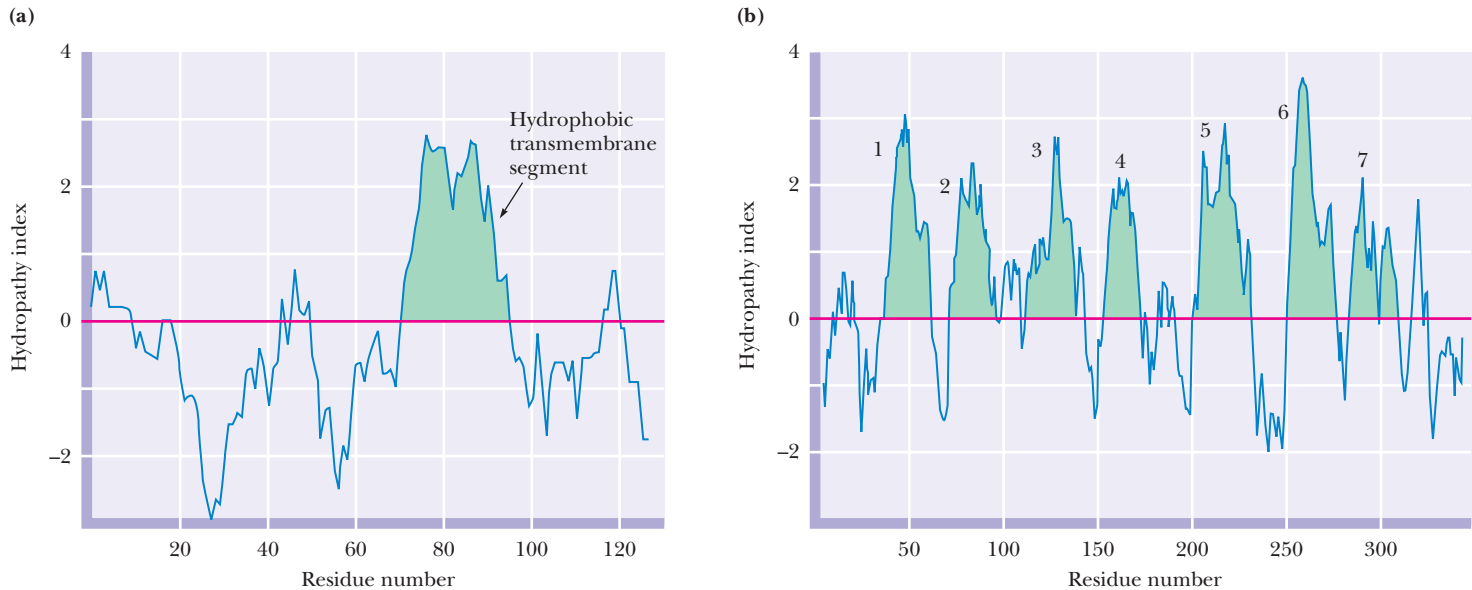 (a)
4
2
0
–2
Hydropathy index
Hydrophobic
transmembrane
segment
20 40 60 80 100 120
Residue number
(b)
4
2
0
–2
Hydropathy index
1
2
3
4
5
6
7
50 100 150 200 250 300
Residue number